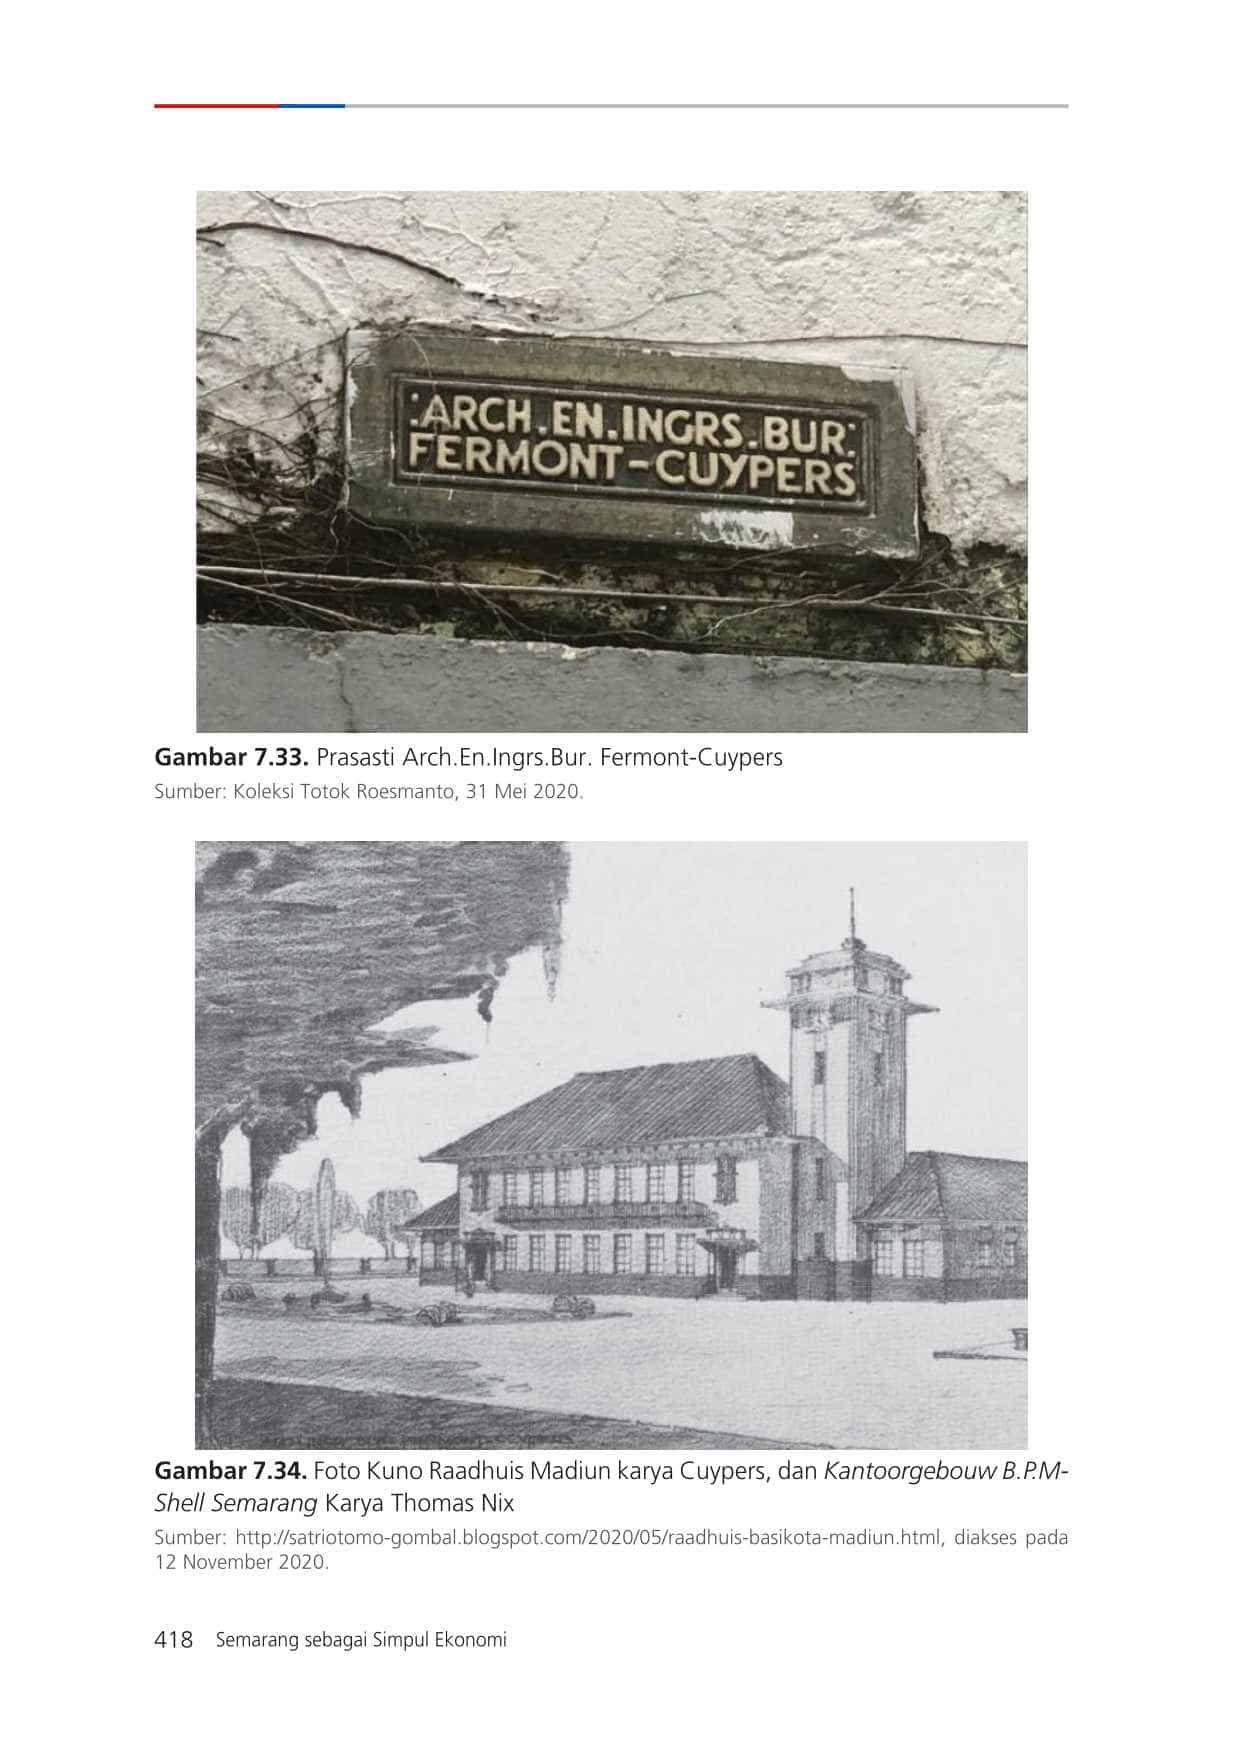 :ARCH.EN.INGRS.BUR:
FERMONT-CUYPERS
Gambar 7.33. Prasasti Arch.En.Ingrs.Bur. Fermont-Cuypers
Sumber: Koleksi Totok Roesmanto, 31 Mei 2020.
Gambar 7.34. Foto Kuno Raadhuis Madiun karya Cuypers, dan Kantoorgebouw B.P.M-
Shell Semarang Karya Thomas Nix
Sumber: http://satriotomo-gombal.blogspot.com/2020/05/raadhuis-basikota-madiun.html, diakses pada
12 November 2020.
418 Semarang sebagai Simpul Ekonomi